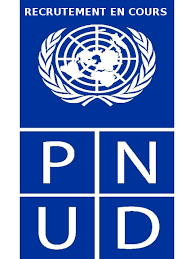 RECRUTEMENT EN COURS
P N
U D